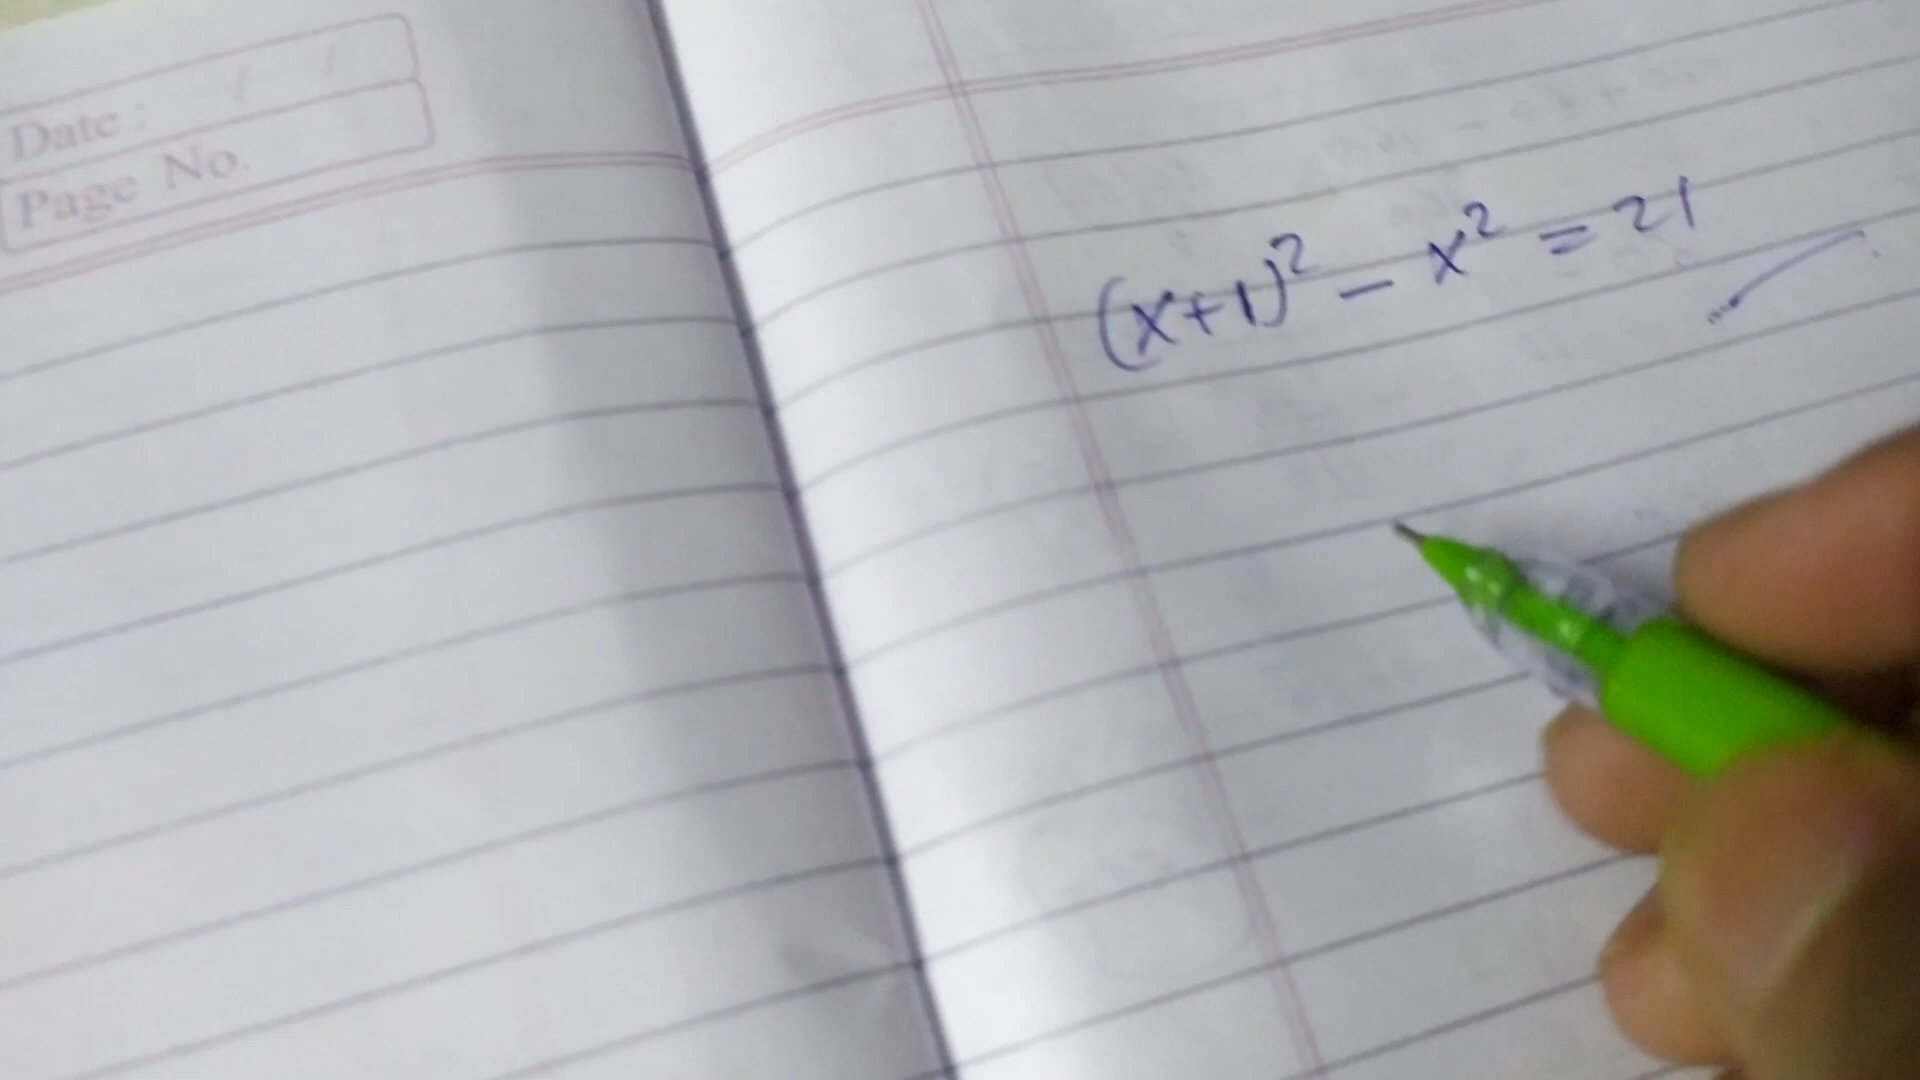 Date : / /
Page No.
(x+1)² - x² = 21